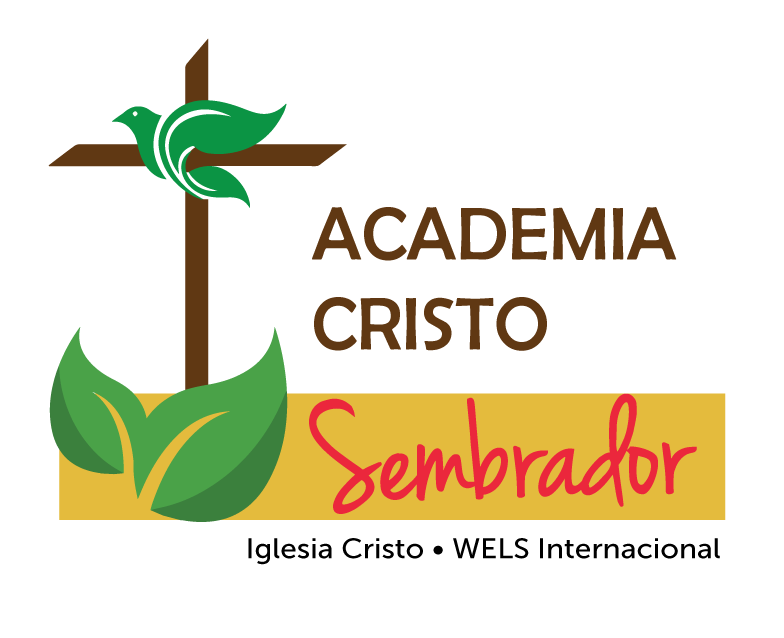 ACADEMIA
CRISTO
Sembrador
Iglesia Cristo • WELS Internacional